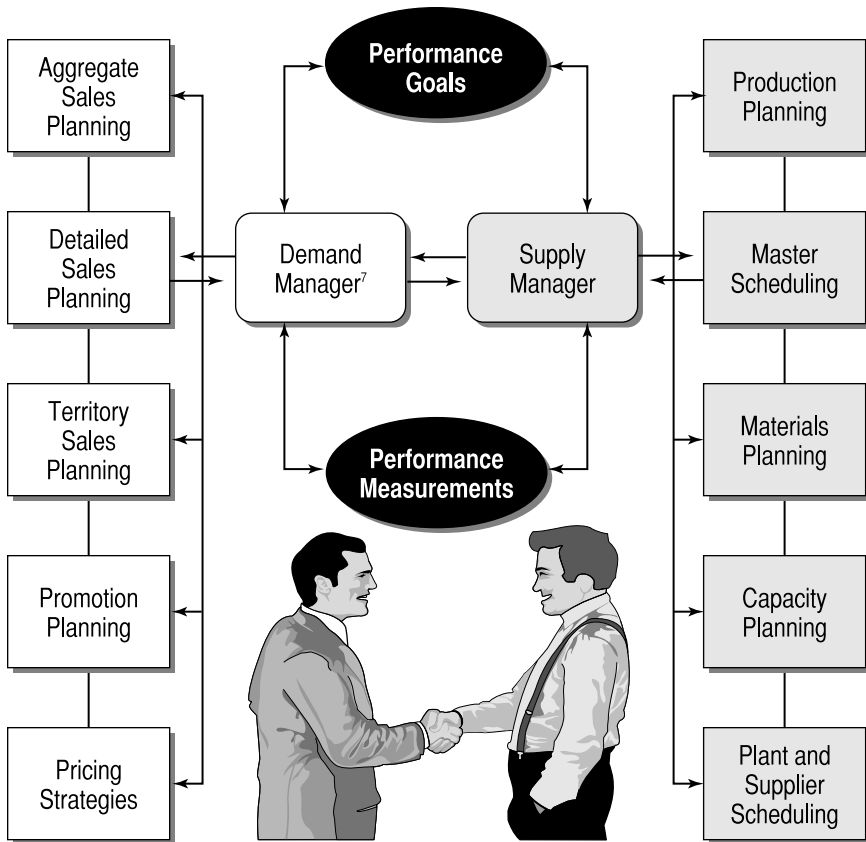 Performance
Goals
Aggregate
Sales
Planning
Detailed
Sales
Planning
Territory
Sales
Planning
Promotion
Planning
Pricing
Strategies
Demand
Manager⁷
Supply
Manager
Performance
Measurements
Production
Planning
Master
Scheduling
Materials
Planning
Capacity
Planning
Plant and
Supplier
Scheduling